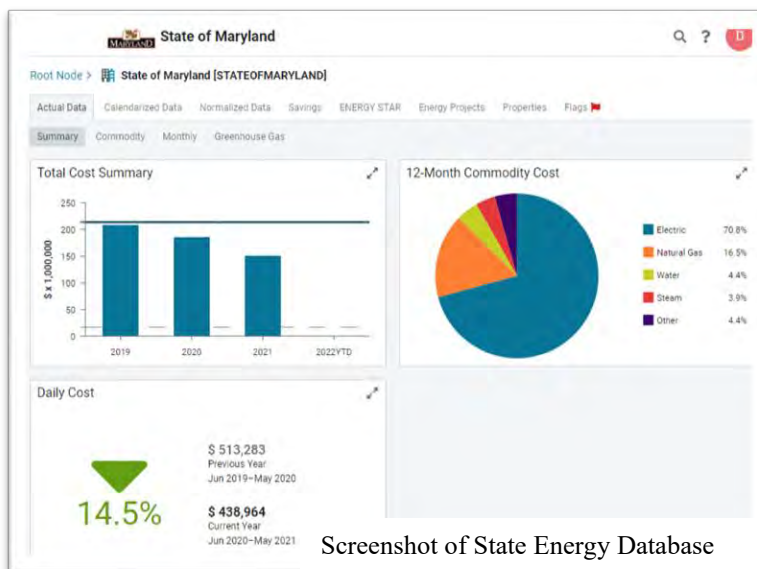 MARYLAND State of Maryland
?
D
Root Node > State of Maryland [STATEOFMARYLAND]
Actual Data Calendarized Data Normalized Data Savings ENERGY STAR Energy Projects Properties Flags
Summary Commodity Monthly Greenhouse Gas
Total Cost Summary
$ x 1,000,000
250
200
150
100
50
0
2019 2020 2021 2022YTD
12-Month Commodity Cost
Electric 70.8%
Natural Gas 16.5%
Water 4.4%
Steam 3.9%
Other 4.4%
Daily Cost
14.5%
$ 513,283
Previous Year
Jun 2019–May 2020
$ 438,964
Current Year
Jun 2020–May 2021
Screenshot of State Energy Database